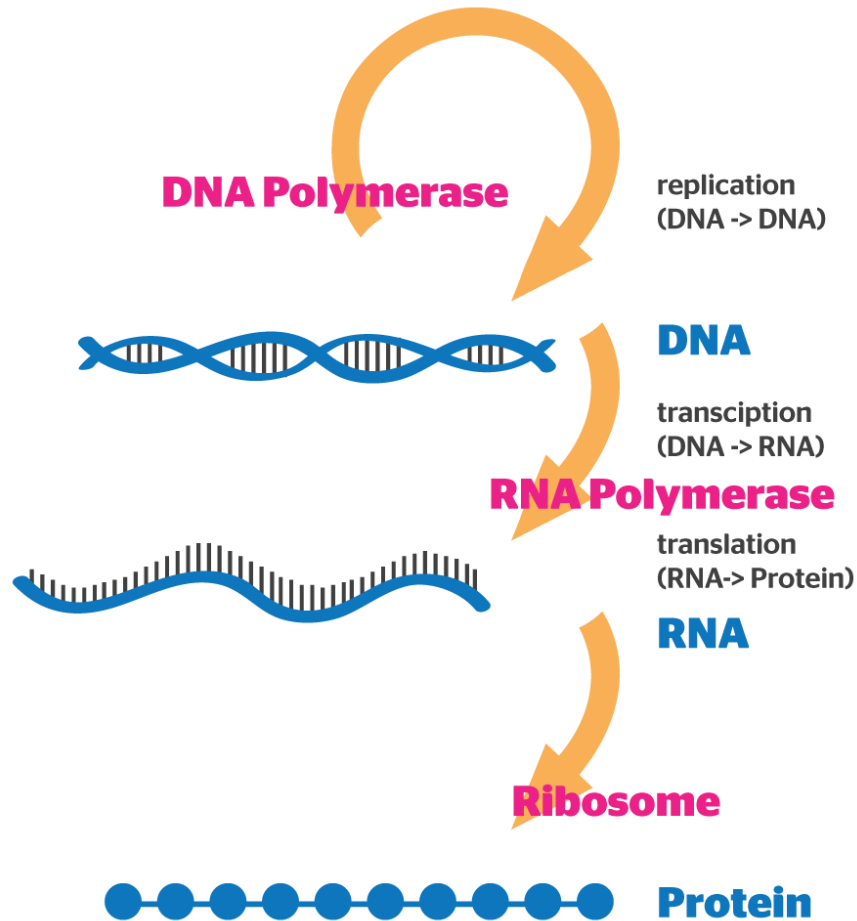 DNA Polymerase
replication
(DNA -> DNA)
DNA
transciption
(DNA -> RNA)
RNA Polymerase
translation
(RNA-> Protein)
RNA
Ribosome
Protein